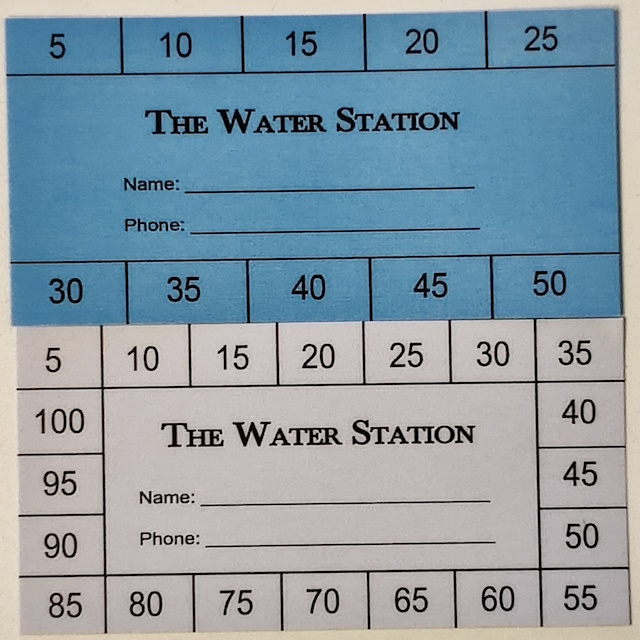 5 10 15 20 25
THE WATER STATION
Name:
Phone:
30 35 40 45 50
5 10 15 20 25 30 35
100 40
THE WATER STATION
95 45
Name:
90 50
Phone:
85 80 75 70 65 60 55